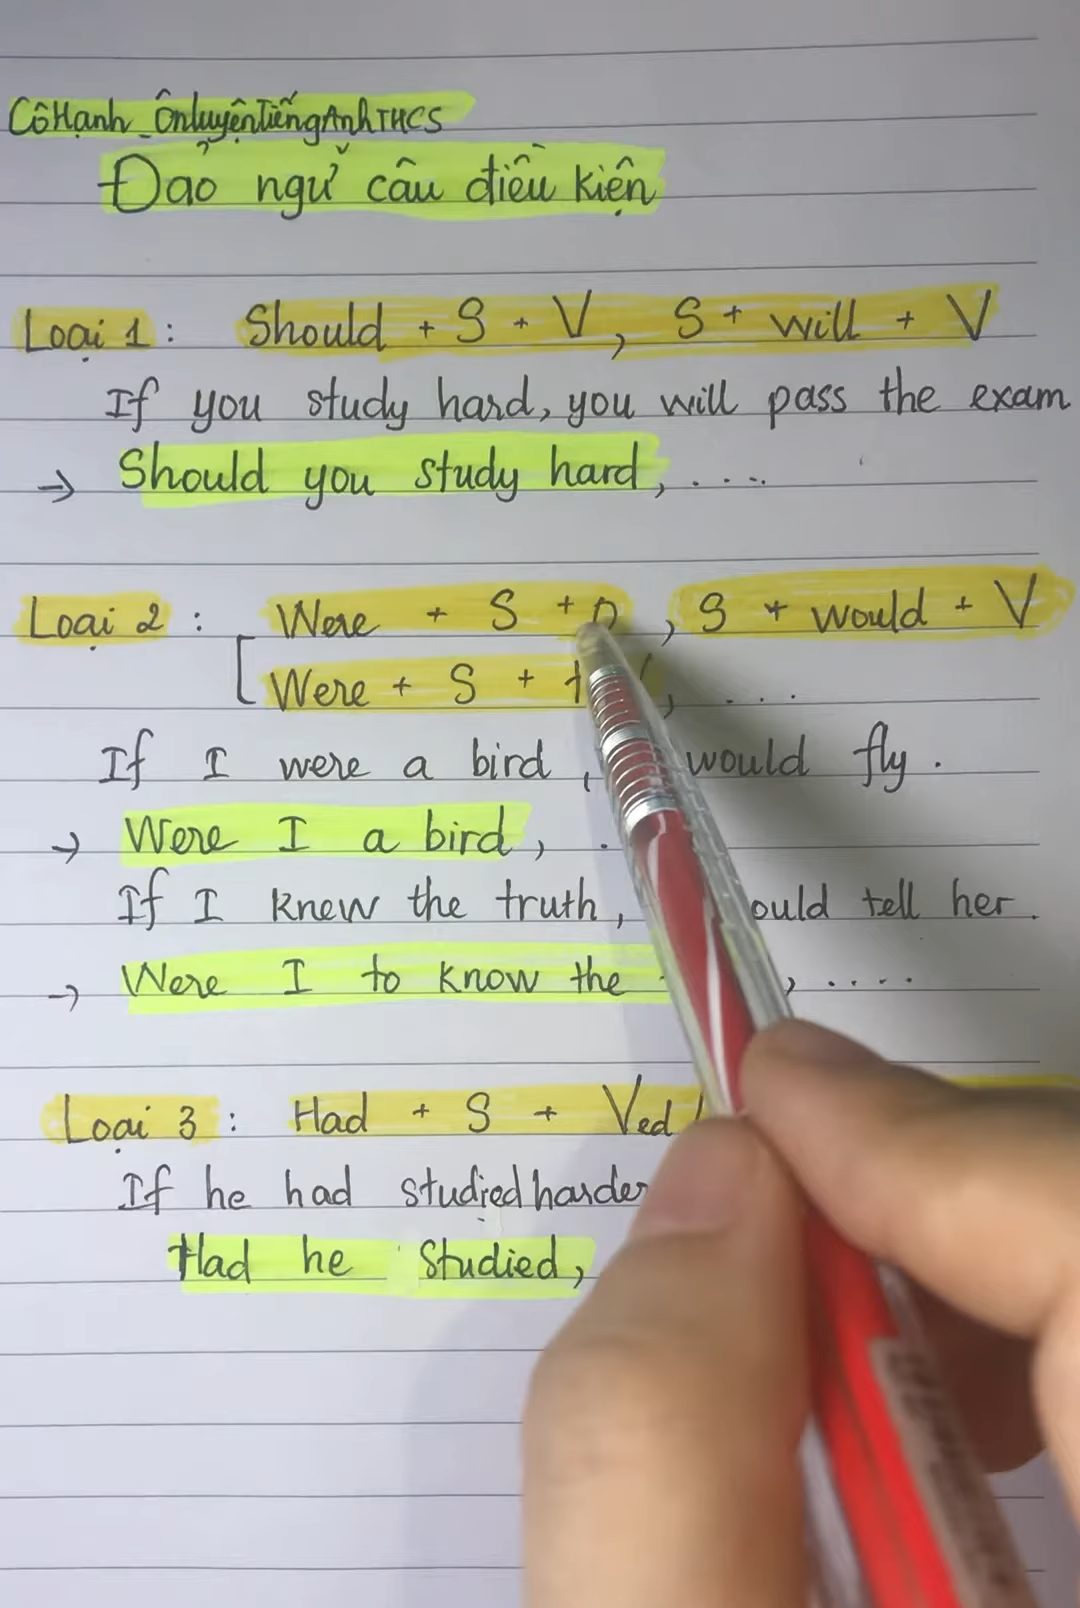 CôHạnh_ÔnluyệnTiếngAnhTHCS
Đảo ngữ câu điều kiện
Loại 1 : Should + S + V, S + will + V
If you study hard, you will pass the exam
→ Should you study hard, ....
Loại 2 : Were + S + , S + would + V
Were + S + , ....
If I were a bird, would fly.
→ Were I a bird, .
If I knew the truth, tell her.
→ Were I to know the , ....
Loại 3 : Had + S + Ved/
If he had studied harder
Had he studied,